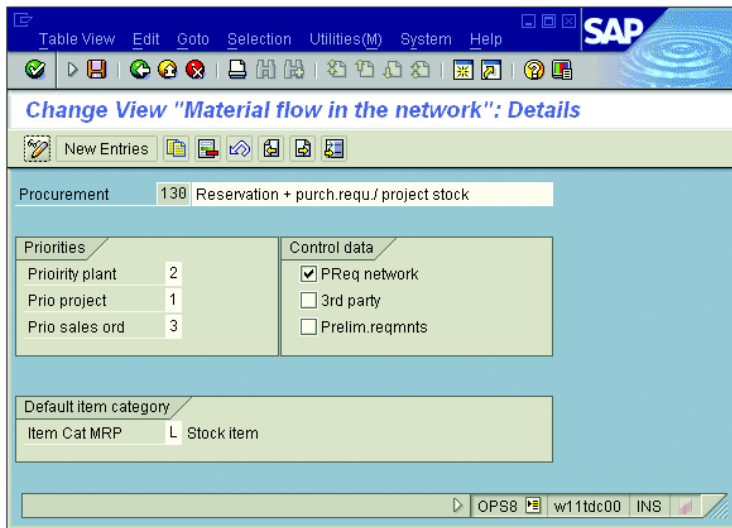 Table View Edit Goto Selection Utilities(M) System Help
SAP
Change View "Material flow in the network": Details
New Entries
Procurement 130 Reservation + purch.requ./ project stock
Priorities
Prioirity plant 2
Prio project 1
Prio sales ord 3
Control data
PReq network
3rd party
Prelim.reqmnts
Default item category
Item Cat MRP L Stock item
OPS8 w11tdc00 INS